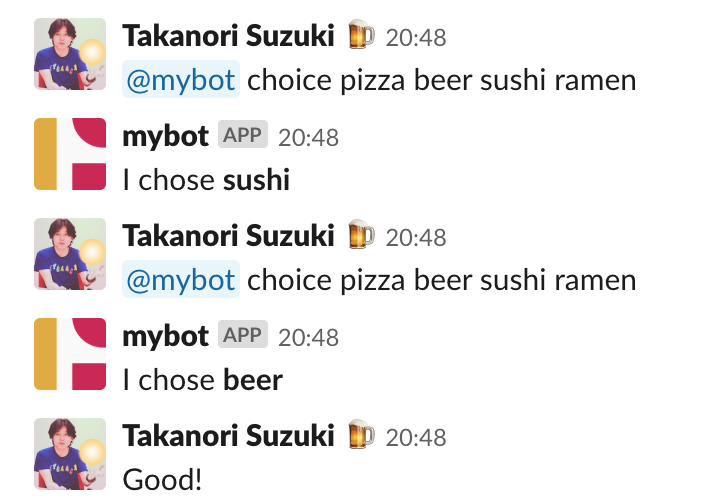 Takanori Suzuki 🍺 20:48
@mybot choice pizza beer sushi ramen
mybot APP 20:48
I chose sushi
Takanori Suzuki 🍺 20:48
@mybot choice pizza beer sushi ramen
mybot APP 20:48
I chose beer
Takanori Suzuki 🍺 20:48
Good!